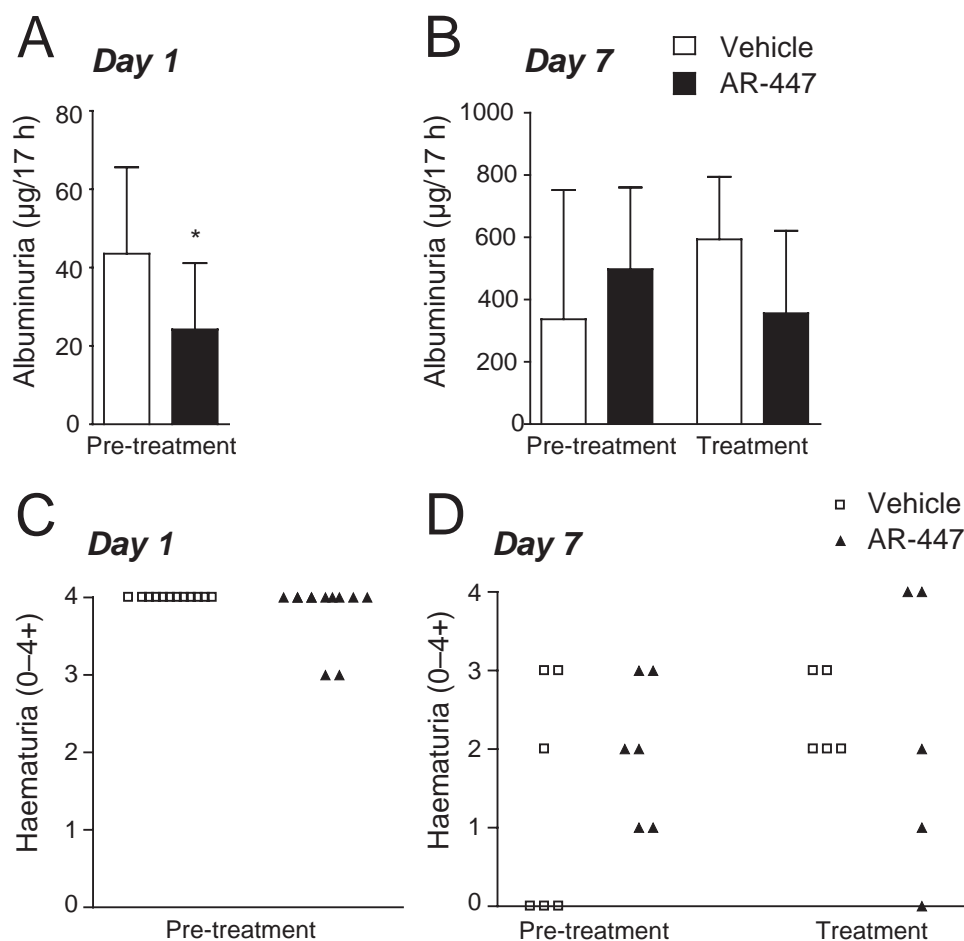 A
Day 1
Albuminuria (µg/17 h)
80
60
40
20
0
*
Pre-treatment
B
Day 7
Vehicle
AR-447
Albuminuria (µg/17 h)
1000
800
600
400
200
0
Pre-treatment Treatment
C
Day 1
Haematuria (0–4+)
4
3
2
1
0
Pre-treatment
D
Day 7
Vehicle
AR-447
Haematuria (0–4+)
4
3
2
1
0
Pre-treatment Treatment